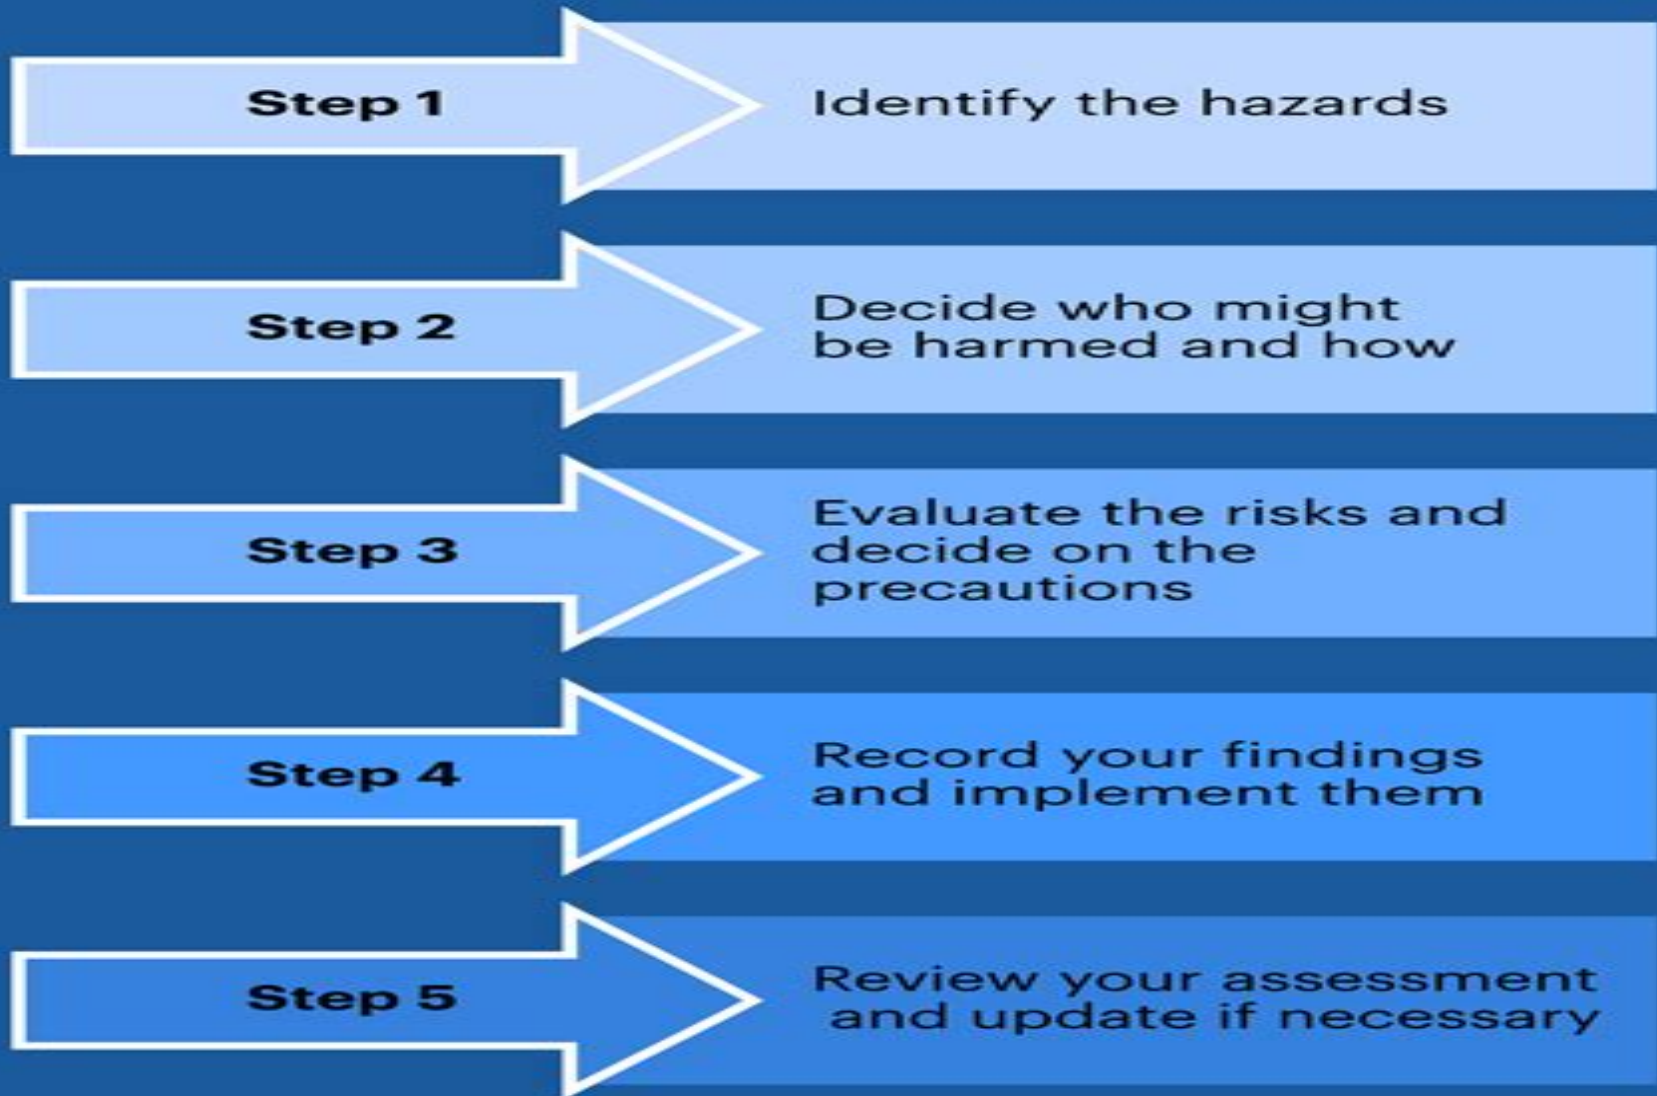 Step 1
Identify the hazards
Step 2
Decide who might
be harmed and how
Step 3
Evaluate the risks and
decide on the
precautions
Step 4
Record your findings
and implement them
Step 5
Review your assessment
and update if necessary